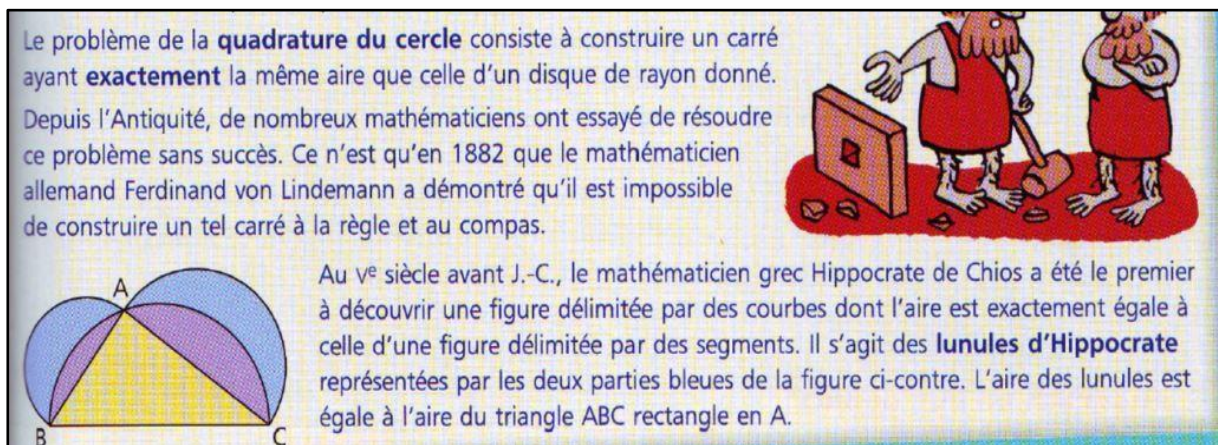 Le problème de la quadrature du cercle consiste à construire un carré
ayant exactement la même aire que celle d'un disque de rayon donné.
Depuis l'Antiquité, de nombreux mathématiciens ont essayé de résoudre
ce problème sans succès. Ce n'est qu'en 1882 que le mathématicien
allemand Ferdinand von Lindemann a démontré qu'il est impossible
de construire un tel carré à la règle et au compas.
Au Ve siècle avant J.-C., le mathématicien grec Hippocrate de Chios a été le premier
à découvrir une figure délimitée par des courbes dont l'aire est exactement égale à
celle d'une figure délimitée par des segments. Il s'agit des lunules d'Hippocrate
représentées par les deux parties bleues de la figure ci-contre. L'aire des lunules est
égale à l'aire du triangle ABC rectangle en A.
A
B C